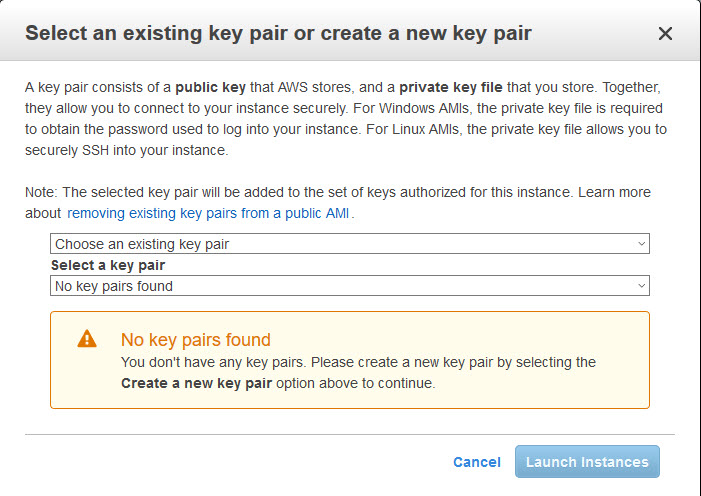 Select an existing key pair or create a new key pair
A key pair consists of a public key that AWS stores, and a private key file that you store. Together,
they allow you to connect to your instance securely. For Windows AMIs, the private key file is required
to obtain the password used to log into your instance. For Linux AMIs, the private key file allows you to
securely SSH into your instance.
Note: The selected key pair will be added to the set of keys authorized for this instance. Learn more
about removing existing key pairs from a public AMI.
Choose an existing key pair
Select a key pair
No key pairs found
No key pairs found
You don't have any key pairs. Please create a new key pair by selecting the
Create a new key pair option above to continue.
Cancel Launch Instances